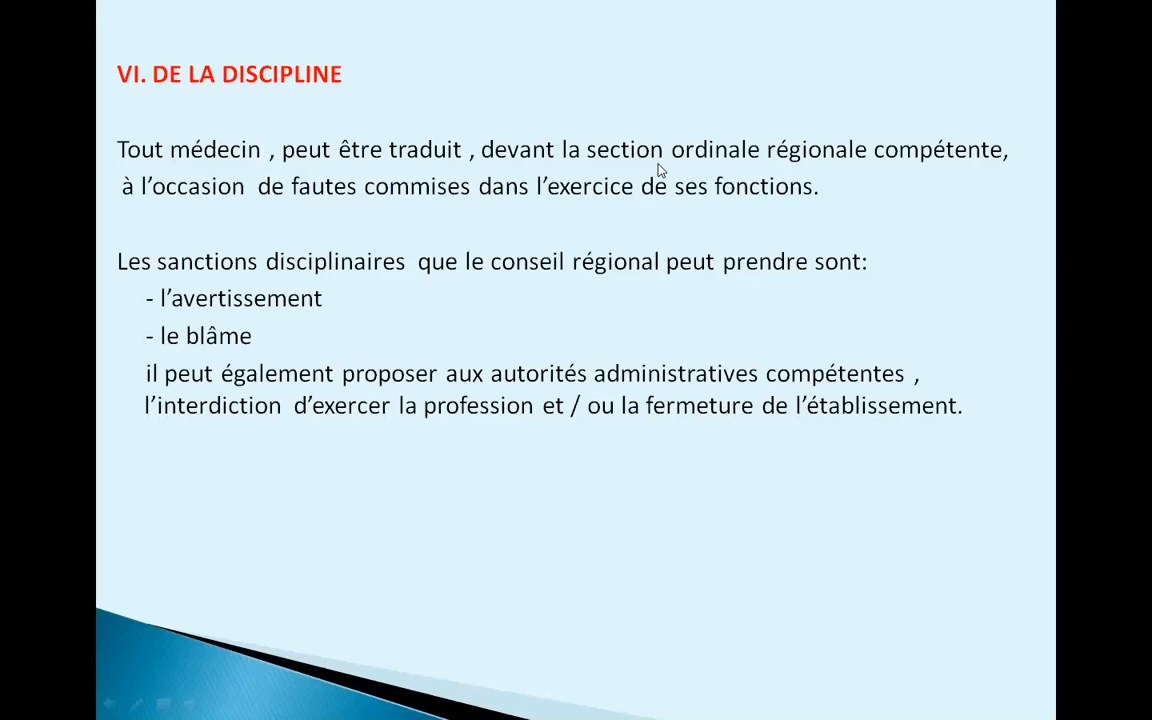 VI. DE LA DISCIPLINE
Tout médecin , peut être traduit , devant la section ordinale régionale compétente,
à l’occasion de fautes commises dans l’exercice de ses fonctions.
Les sanctions disciplinaires que le conseil régional peut prendre sont:
- l’avertissement
- le blâme
il peut également proposer aux autorités administratives compétentes ,
l’interdiction d’exercer la profession et / ou la fermeture de l’établissement.